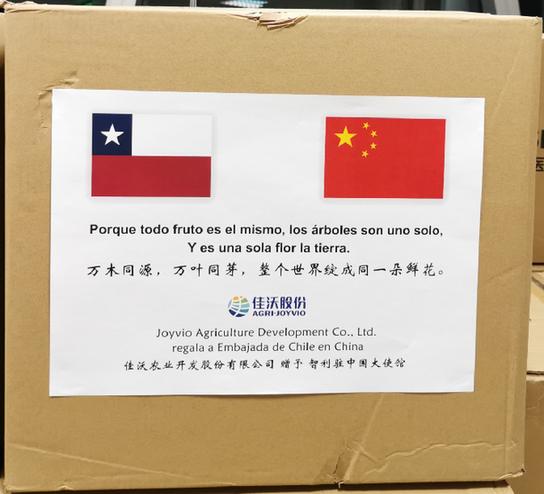 Porque todo fruto es el mismo, los árboles son uno solo,
Y es una sola flor la tierra.
万木同源，万叶同芽，整个世界绽成同一朵鲜花。
佳沃股份
AGRI-JOYVIO
Joyvio Agriculture Development Co., Ltd.
regala a Embajada de Chile en China
佳沃农业开发股份有限公司 赠予 智利驻中国大使馆